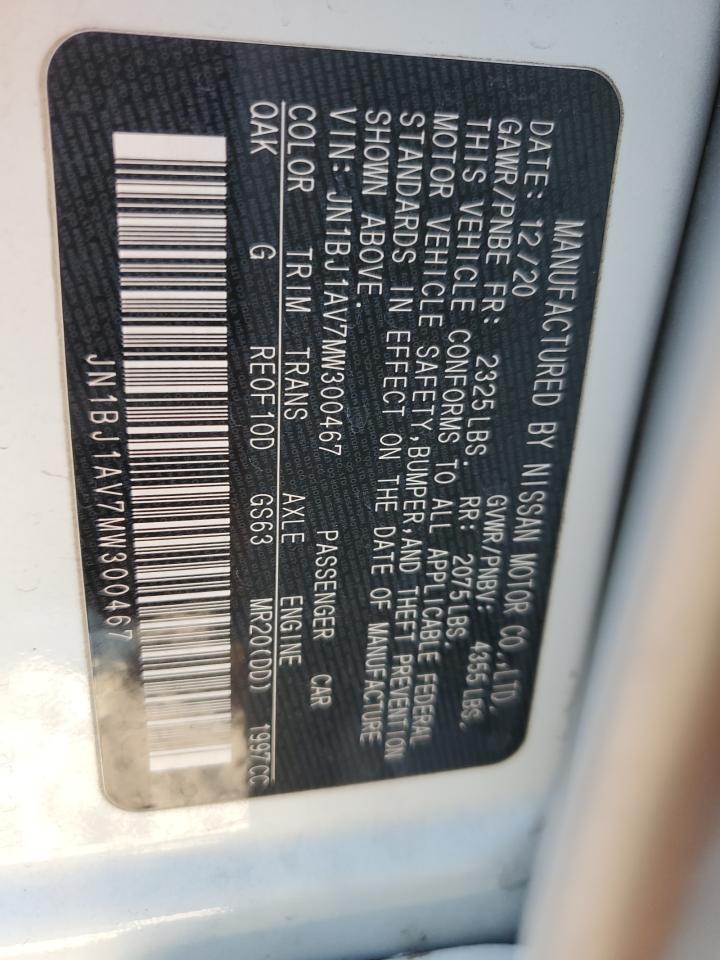 MANUFACTURED BY NISSAN MOTOR CO.,LTD.
DATE: 12/20 GVWR/PNBV: 4355 LBS.
GAWR/PNBE FR: 2325LBS. RR: 2075LBS.
THIS VEHICLE CONFORMS TO ALL APPLICABLE FEDERAL
MOTOR VEHICLE SAFETY,BUMPER,AND THEFT PREVENTION
STANDARDS IN EFFECT ON THE DATE OF MANUFACTURE
SHOWN ABOVE.
VIN: JN1BJ1AV7MW300467 PASSENGER CAR
COLOR TRIM TRANS AXLE ENGINE
QAK G RE0F10D GS63 MR20(DD) 1997CC
JN1BJ1AV7MW300467